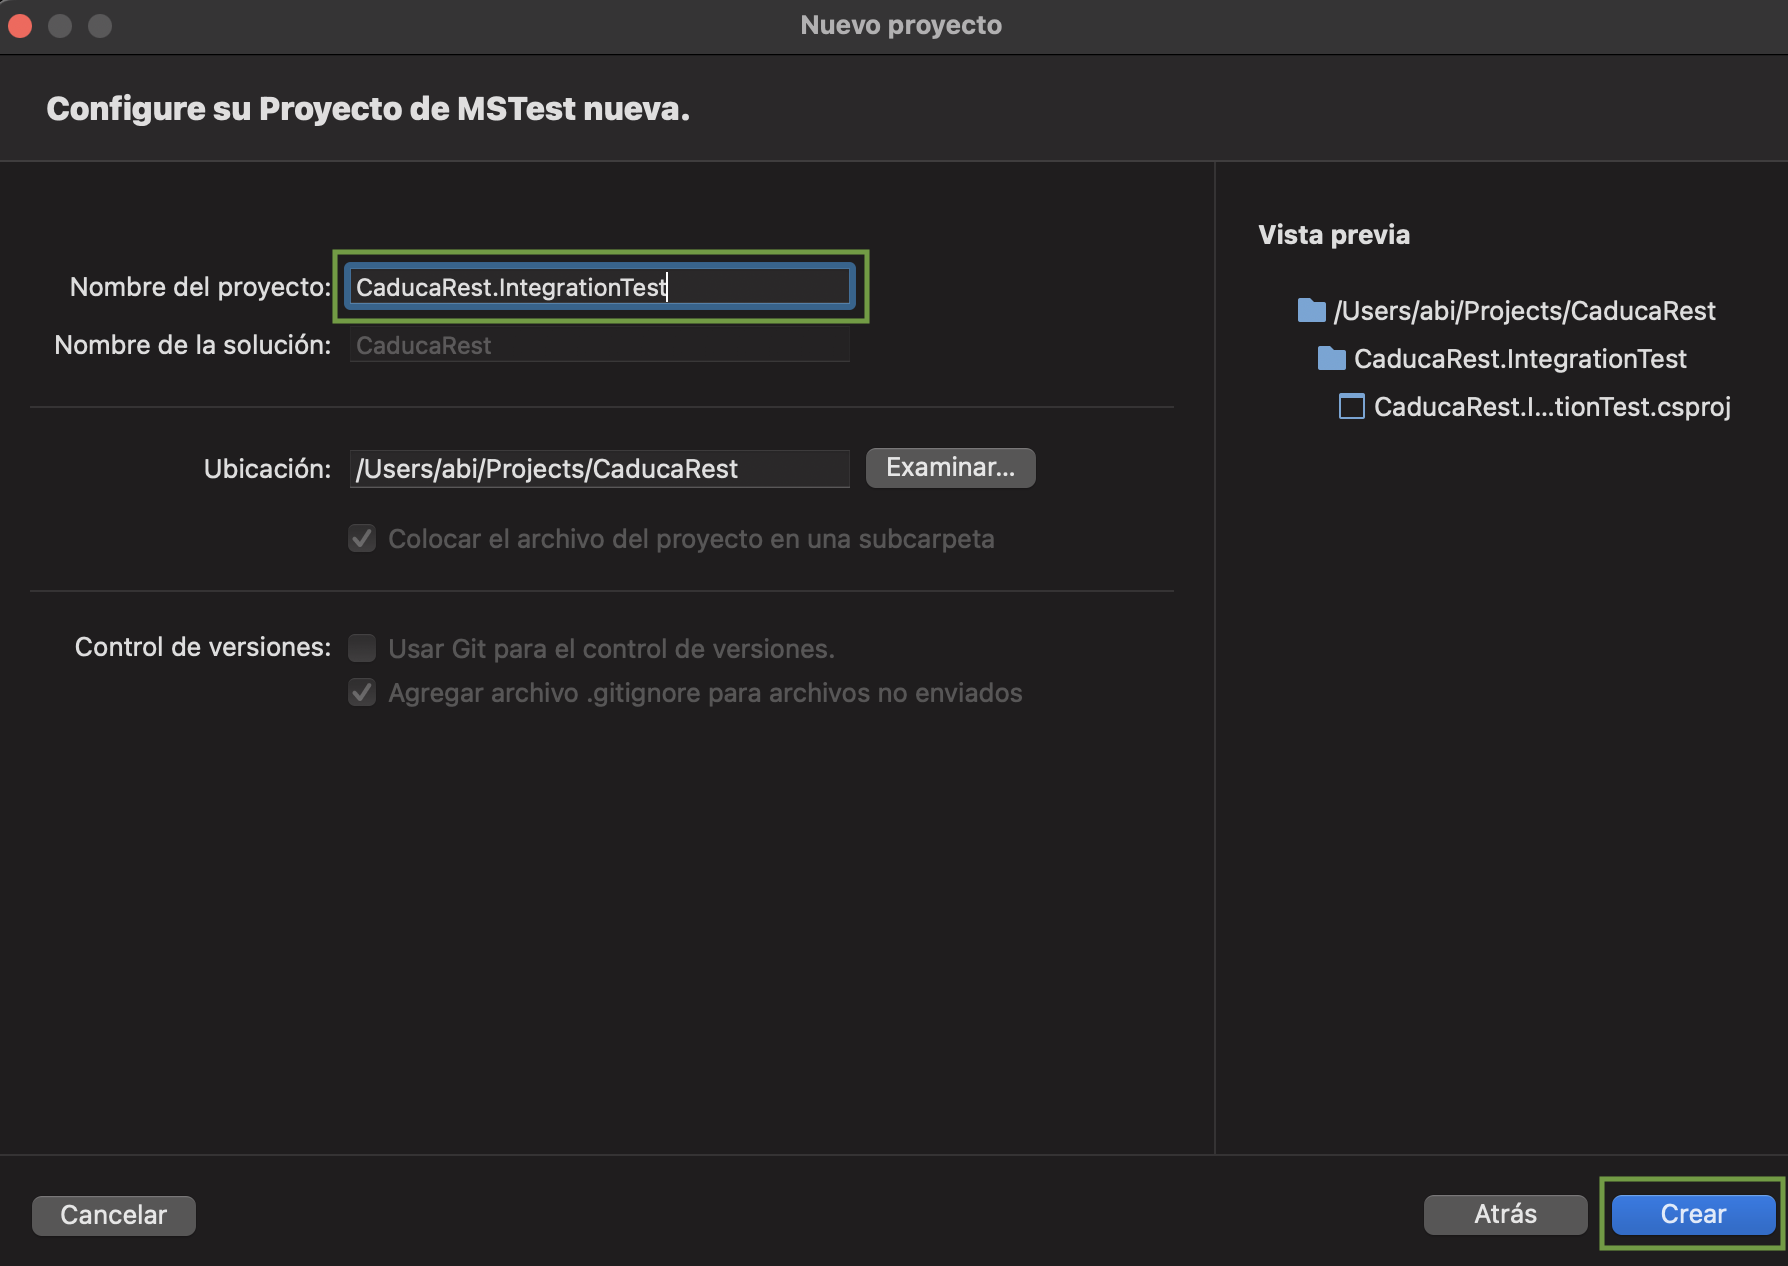 Nuevo proyecto
Configure su Proyecto de MSTest nueva.
Nombre del proyecto: CaducaRest.IntegrationTest
Nombre de la solución: CaducaRest
Ubicación: /Users/abi/Projects/CaducaRest Examinar...
Colocar el archivo del proyecto en una subcarpeta
Control de versiones: Usar Git para el control de versiones.
Agregar archivo .gitignore para archivos no enviados
Vista previa
/Users/abi/Projects/CaducaRest
CaducaRest.IntegrationTest
CaducaRest.I...tionTest.csproj
Cancelar Atrás Crear